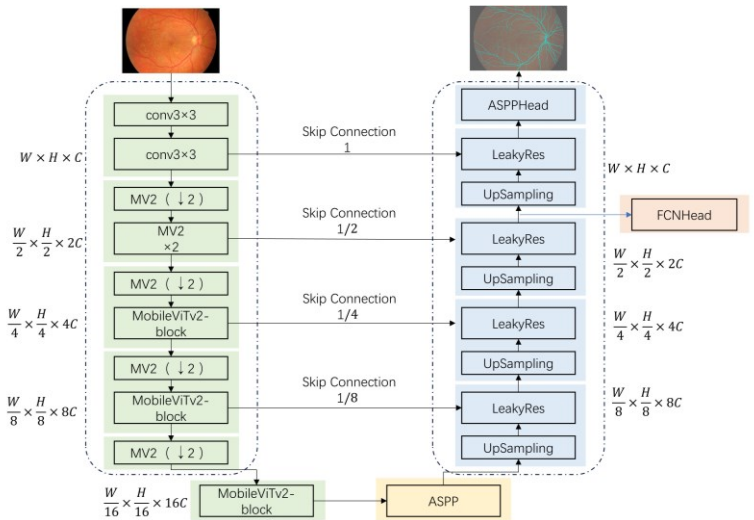 conv3×3
conv3×3
W × H × C
MV2（↓2）
MV2
×2
W/2 × H/2 × 2C
MV2（↓2）
MobileViTv2-
block
W/4 × H/4 × 4C
MV2（↓2）
MobileViTv2-
block
W/8 × H/8 × 8C
MV2（↓2）
W/16 × H/16 × 16C
MobileViTv2-
block
ASPP
Skip Connection
1
Skip Connection
1/2
Skip Connection
1/4
Skip Connection
1/8
ASPPHead
LeakyRes
W × H × C
UpSampling
FCNHead
LeakyRes
W/2 × H/2 × 2C
UpSampling
LeakyRes
W/4 × H/4 × 4C
UpSampling
LeakyRes
W/8 × H/8 × 8C
UpSampling